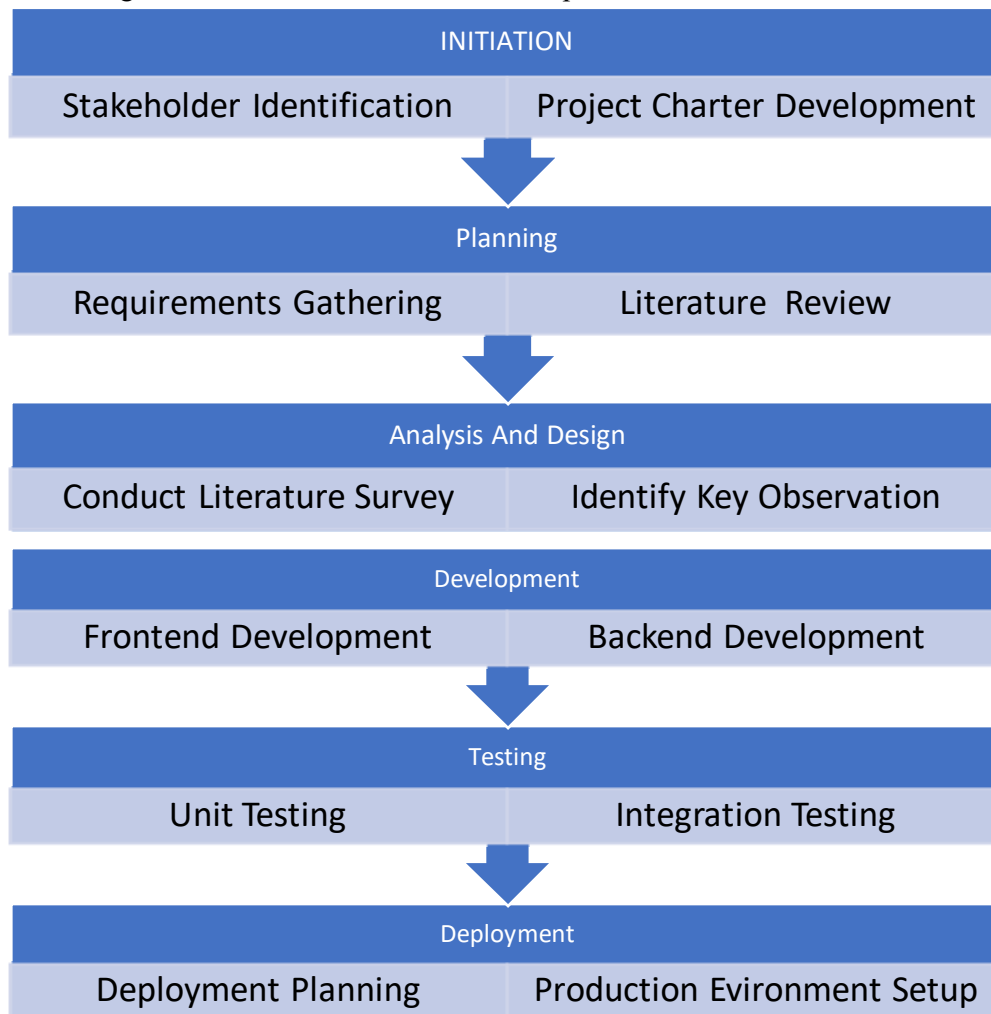 INITIATION
Stakeholder Identification Project Charter Development
Planning
Requirements Gathering Literature Review
Analysis And Design
Conduct Literature Survey Identify Key Observation
Development
Frontend Development Backend Development
Testing
Unit Testing Integration Testing
Deployment
Deployment Planning Production Evironment Setup